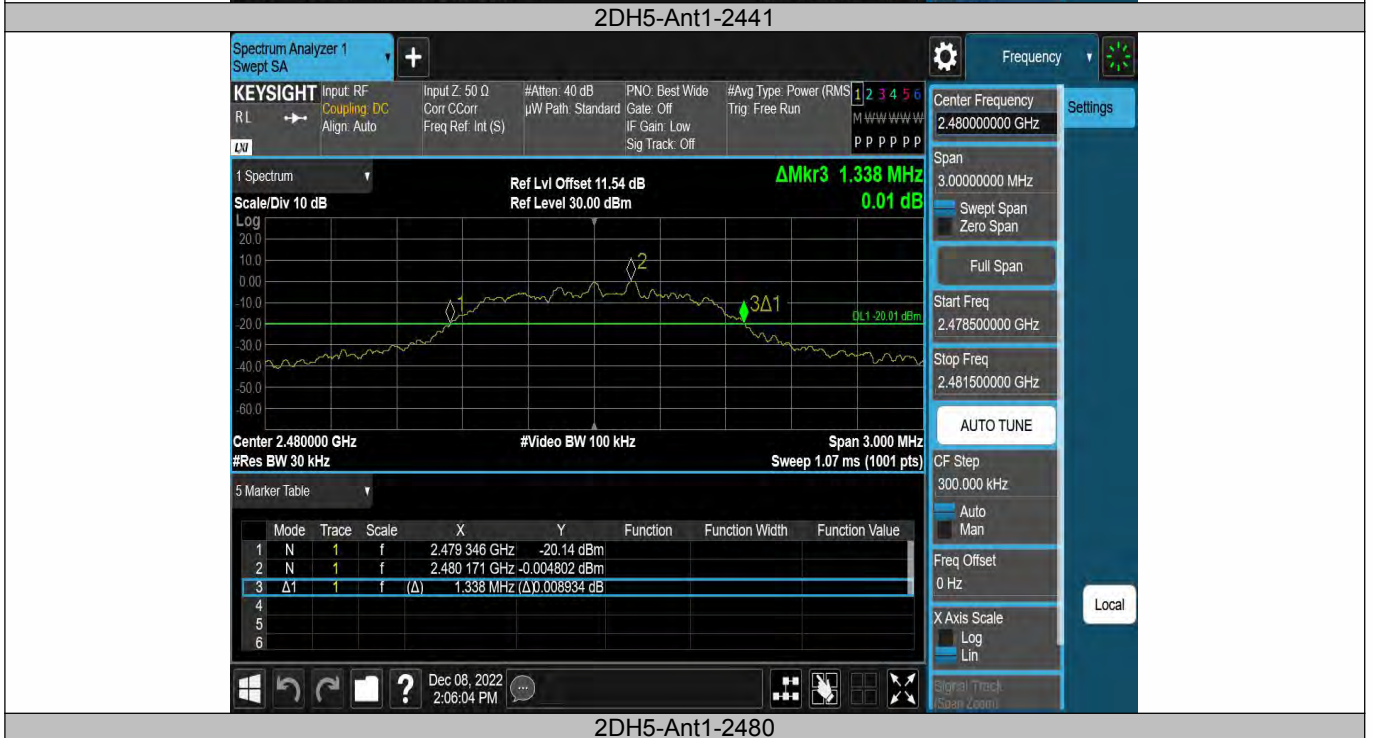 2DH5-Ant1-2441
Spectrum Analyzer 1
Swept SA
Frequency
KEYSIGHT
RL
LXI
Input: RF
Coupling: DC
Align: Auto
Input Z: 50 Ω
Corr CCorr
Freq Ref: Int (S)
#Atten: 40 dB
µW Path: Standard
PNO: Best Wide
Gate: Off
IF Gain: Low
Sig Track: Off
#Avg Type: Power (RMS
Trig: Free Run
1 2 3 4 5 6
M W W W W W
P P P P P P
Center Frequency
2.480000000 GHz
Settings
Span
3.00000000 MHz
Swept Span
Zero Span
Full Span
Start Freq
2.478500000 GHz
Stop Freq
2.481500000 GHz
AUTO TUNE
CF Step
300.000 kHz
Auto
Man
Freq Offset
0 Hz
X Axis Scale
Log
Lin
Signal Track
(Span Zoom)
Local
1 Spectrum
Scale/Div 10 dB
Ref Lvl Offset 11.54 dB
Ref Level 30.00 dBm
ΔMkr3 1.338 MHz
0.01 dB
Log
20.0
10.0
0.00
-10.0
-20.0
-30.0
-40.0
-50.0
-60.0
1
2
3Δ1
DL1 -20.01 dBm
Center 2.480000 GHz
#Video BW 100 kHz
Span 3.000 MHz
#Res BW 30 kHz
Sweep 1.07 ms (1001 pts)
5 Marker Table
Mode Trace Scale X Y Function Function Width Function Value
1 N 1 f 2.479 346 GHz -20.14 dBm
2 N 1 f 2.480 171 GHz -0.004802 dBm
3 Δ1 1 f (Δ) 1.338 MHz (Δ)0.008934 dB
4
5
6
?
Dec 08, 2022
2:06:04 PM
2DH5-Ant1-2480